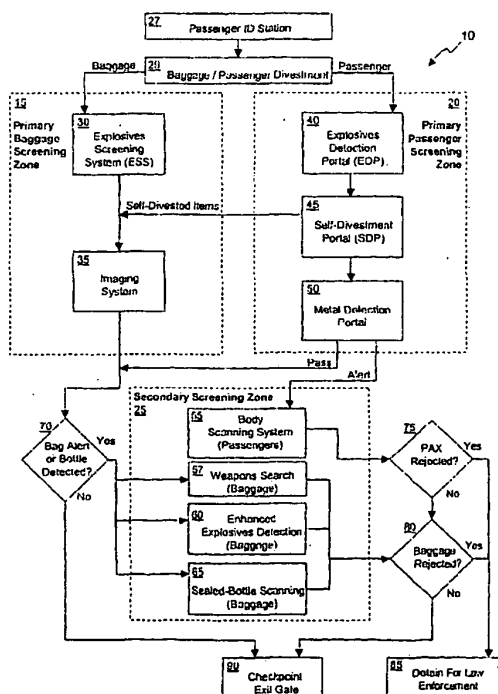 27
Passenger ID Station
10
29
Baggage / Passenger Divestment
Baggage
Passenger
15
Primary
Baggage
Screening
Zone
30
Explosives
Screening
System (ESS)
20
Primary
Passenger
Screening
Zone
40
Explosives
Detection
Portal (EDP)
Self-Divested Items
45
Self-Divestment
Portal (SDP)
35
Imaging
System
50
Metal Detection
Portal
Pass
Alert
Secondary Screening Zone
25
55
Body
Scanning System
(Passengers)
57
Weapons Search
(Baggage)
60
Enhanced
Explosives Detection
(Baggage)
65
Sealed-Bottle Scanning
(Baggage)
70
Bag Alert
or Bottle
Detected?
Yes
No
75
PAX
Rejected?
Yes
No
80
Baggage
Rejected?
Yes
No
90
Checkpoint
Exit Gate
85
Detain For Law
Enforcement